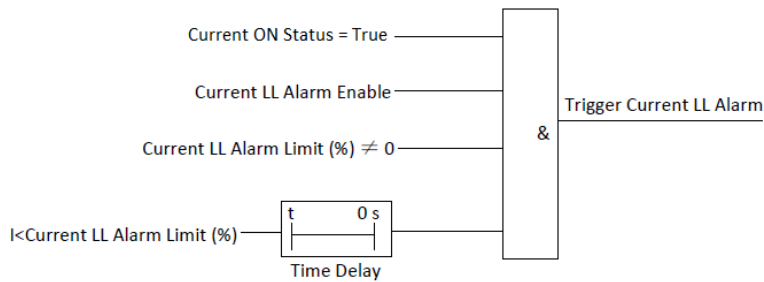 Current ON Status = True
Current LL Alarm Enable
Trigger Current LL Alarm
&
Current LL Alarm Limit (%) ≠ 0
t 0 s
I<Current LL Alarm Limit (%)
Time Delay